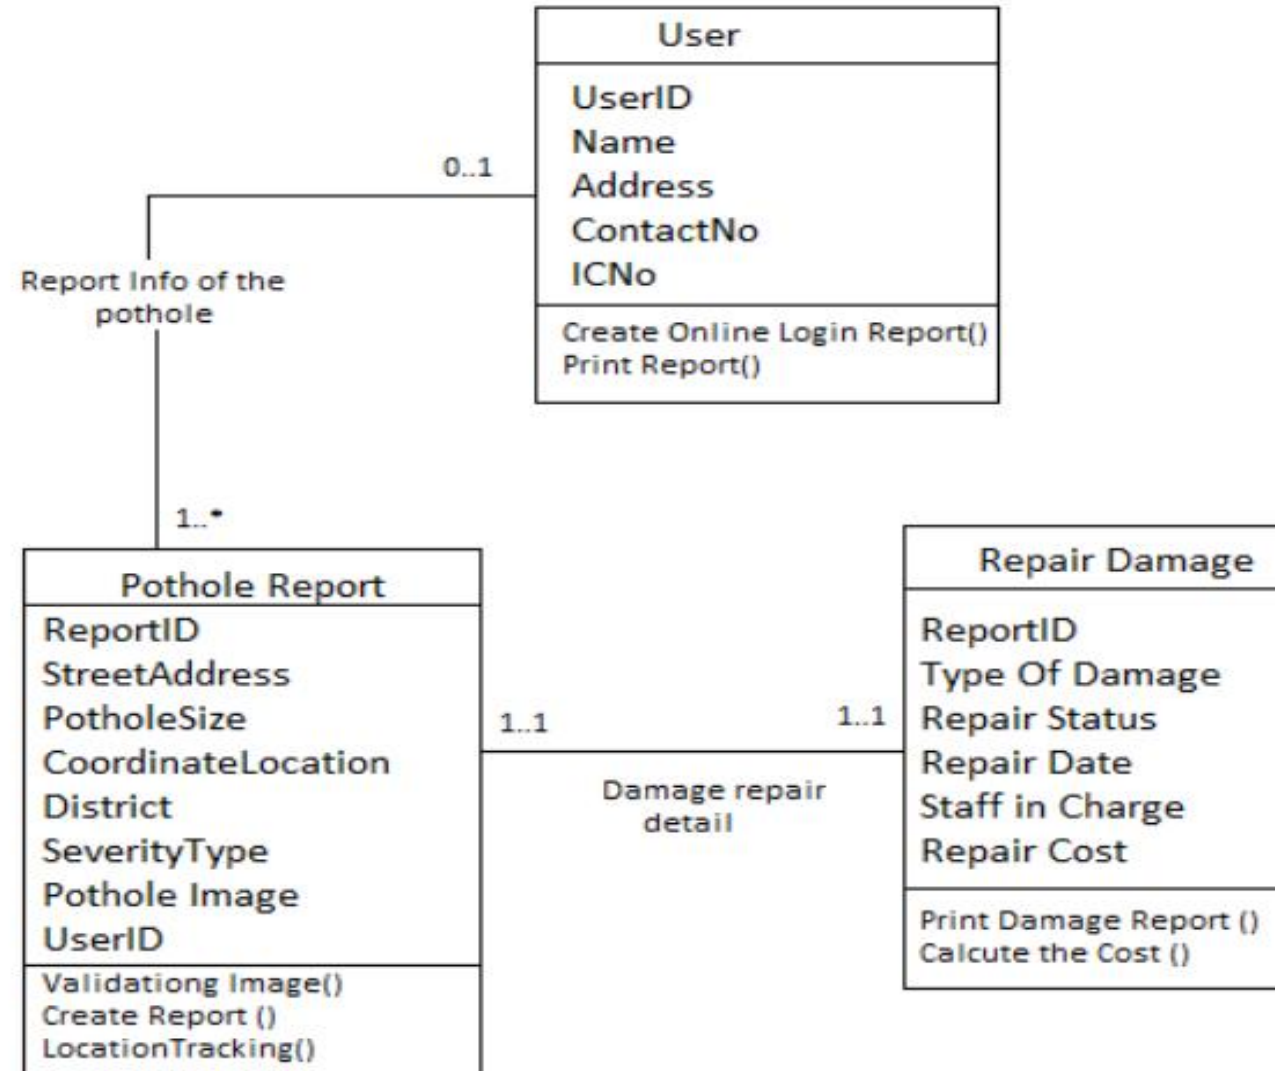 User
UserID
Name
Address
ContactNo
ICNo
Create Online Login Report()
Print Report()
0..1
Report Info of the
pothole
1..*
Pothole Report
ReportID
StreetAddress
PotholeSize
CoordinateLocation
District
SeverityType
Pothole Image
UserID
Validationg Image()
Create Report ()
LocationTracking()
1..1
1..1
Damage repair
detail
Repair Damage
ReportID
Type Of Damage
Repair Status
Repair Date
Staff in Charge
Repair Cost
Print Damage Report ()
Calcute the Cost ()